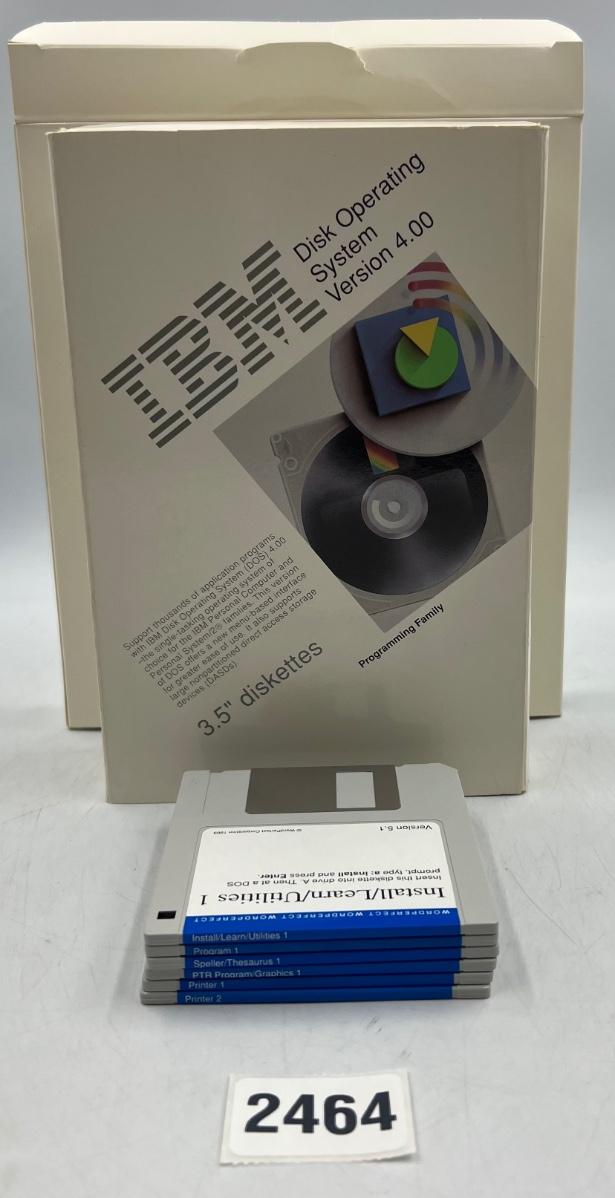 IBM
Disk Operating
System
Version 4.00
Support thousands of application programs
with IBM Disk Operating System (DOS) 4.00
—the single-tasking operating system of
choice for the IBM Personal Computer and
Personal System/2® families. This version
of DOS offers a new menu-based interface
for greater ease of use. It also supports
large nonpartitioned direct access storage
devices (DASDs)
3.5" diskettes
Programming Family
WORDPERFECT WORDPERFECT WORDPERFECT
Install/Learn/Utilities 1
Insert this diskette into drive A. Then at a DOS
prompt, type a: install and press Enter.
Version 5.1
© WordPerfect Corporation 1989
Install/Learn/Utilities 1
Program 1
Speller/Thesaurus 1
PTR Program/Graphics 1
Printer 1
Printer 2
2464